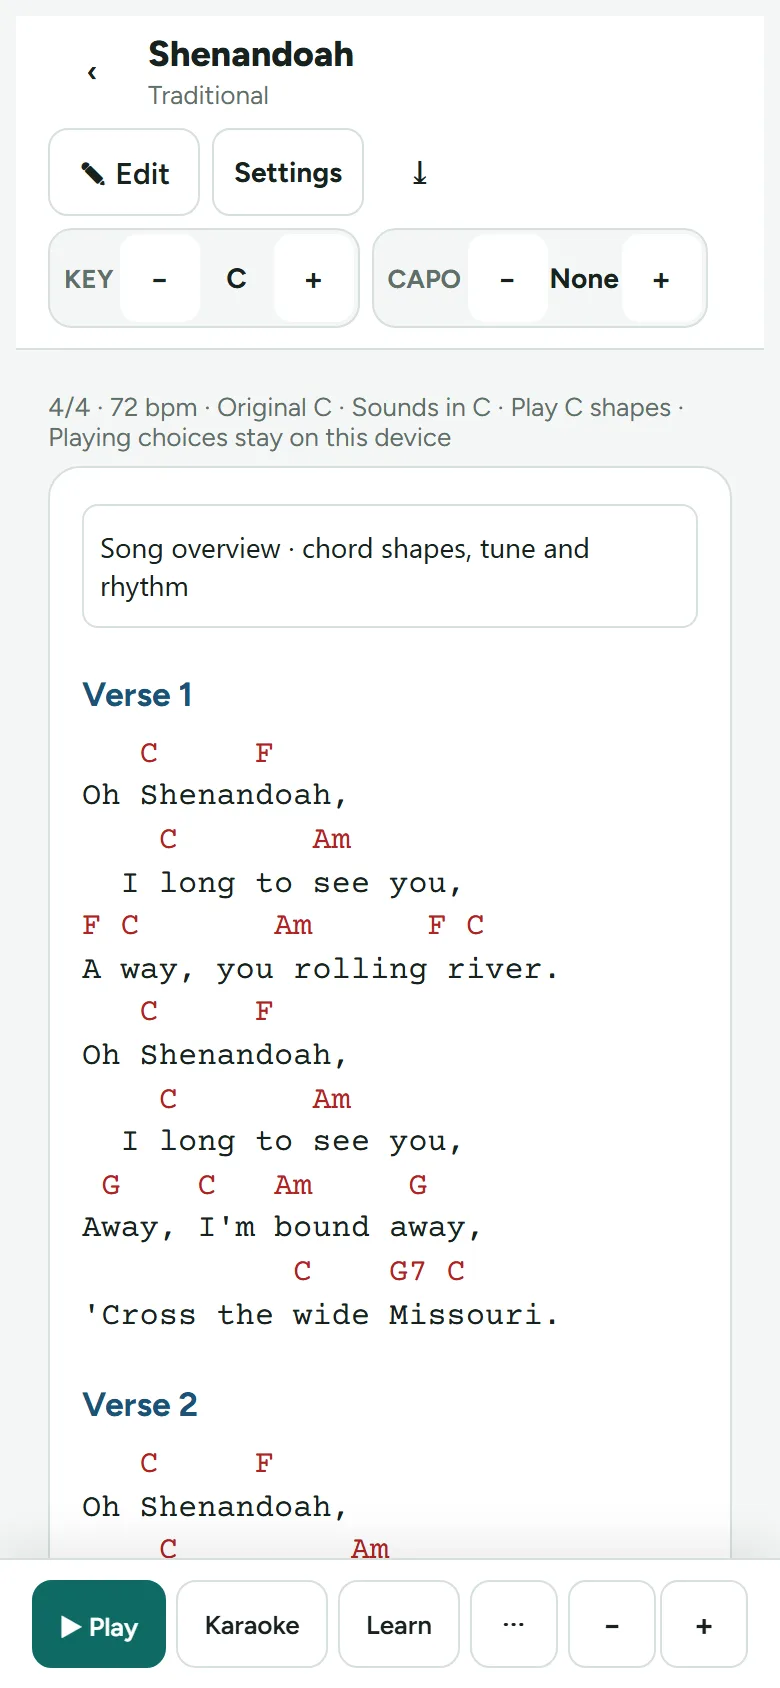 ‹
Shenandoah
Traditional
✎ Edit
Settings
⤓
KEY − C +
CAPO − None +
4/4 · 72 bpm · Original C · Sounds in C · Play C shapes ·
Playing choices stay on this device
Song overview · chord shapes, tune and
rhythm
Verse 1
   C     F
Oh Shenandoah,
    C       Am
  I long to see you,
F C       Am      F C
A way, you rolling river.
   C     F
Oh Shenandoah,
    C       Am
  I long to see you,
 G    C   Am     G
Away, I'm bound away,
           C    G7 C
'Cross the wide Missouri.
Verse 2
   C     F
Oh Shenandoah,
    C         Am
▶ Play
Karaoke
Learn
···
−
+